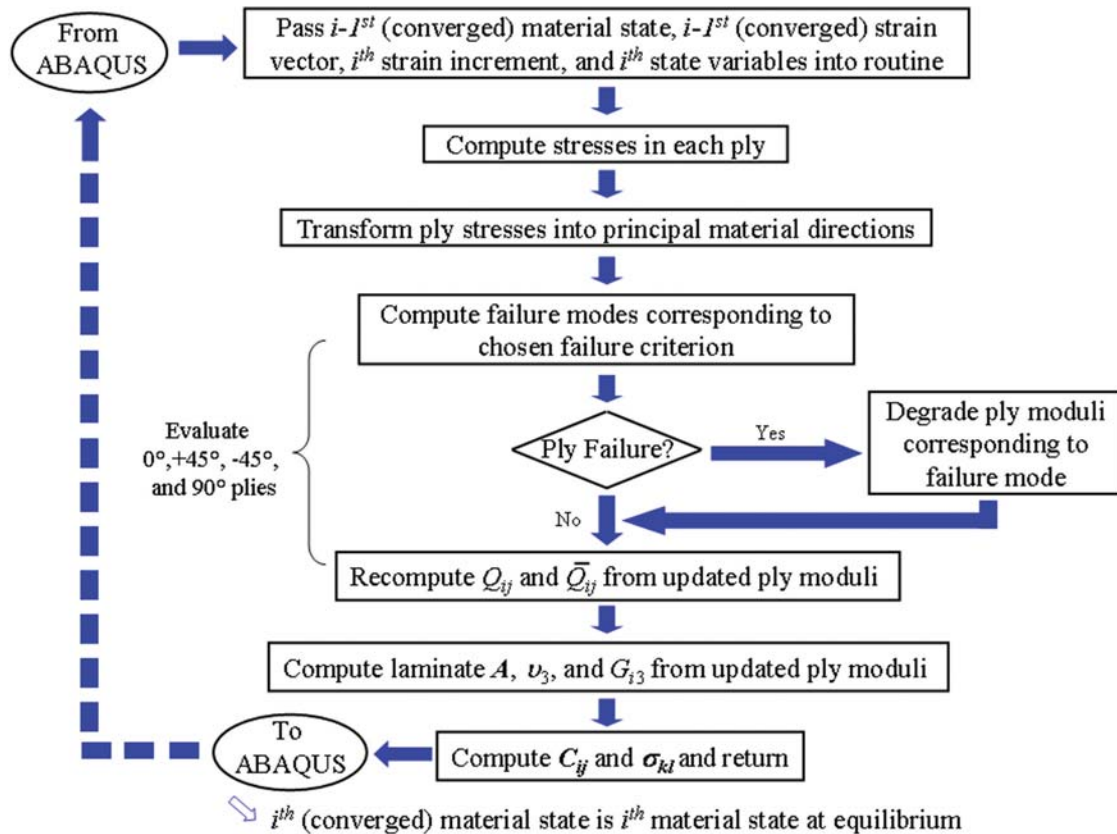 From
ABAQUS
Pass i-1st (converged) material state, i-1st (converged) strain
vector, ith strain increment, and ith state variables into routine
Compute stresses in each ply
Transform ply stresses into principal material directions
Compute failure modes corresponding to
chosen failure criterion
Evaluate
0°,+45°, -45°,
and 90° plies
Ply Failure?
Yes
Degrade ply moduli
corresponding to
failure mode
No
Recompute Qij and Q̅ij from updated ply moduli
Compute laminate A, υ3, and Gi3 from updated ply moduli
To
ABAQUS
Compute Cij and σkl and return
ith (converged) material state is ith material state at equilibrium